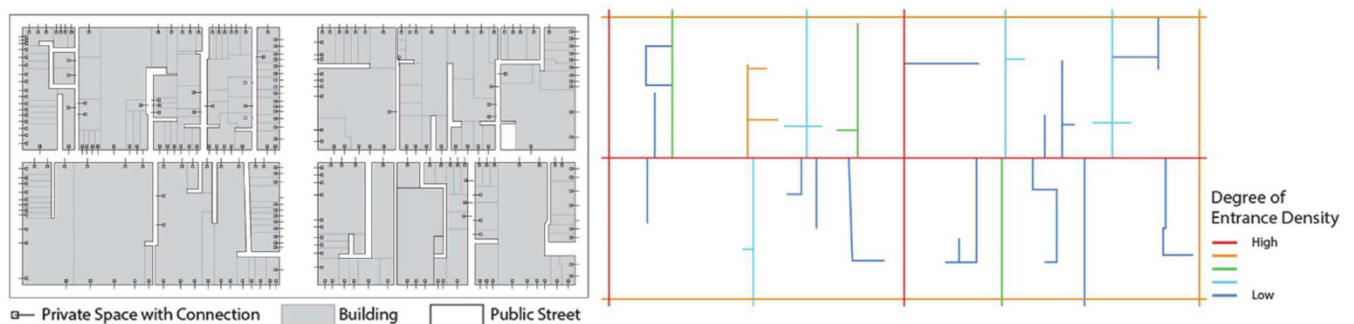 Degree of
Entrance Density
High
Low
Private Space with Connection
Building
Public Street